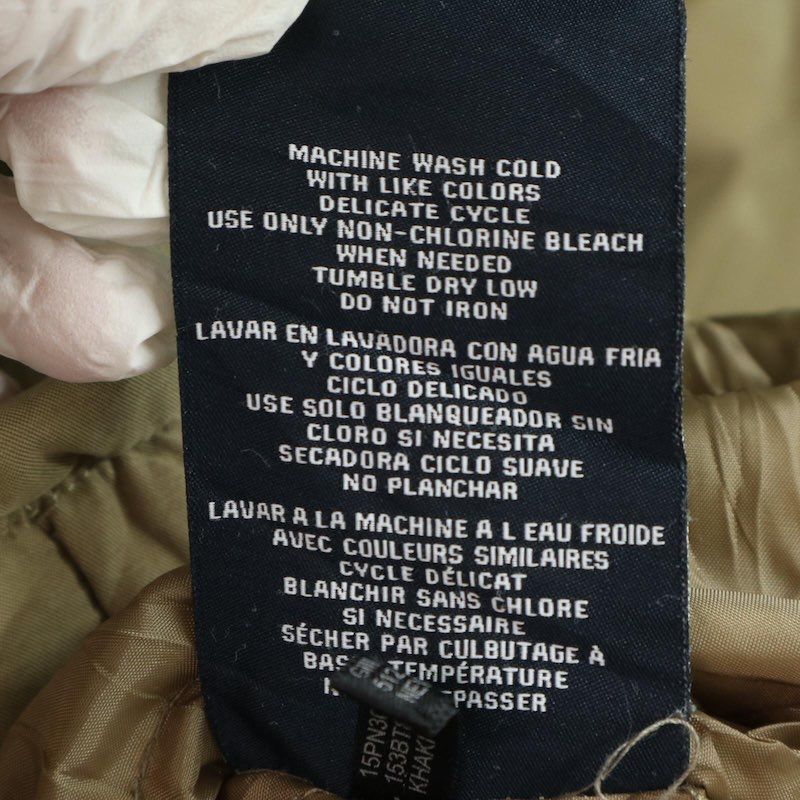 MACHINE WASH COLD
WITH LIKE COLORS
DELICATE CYCLE
USE ONLY NON-CHLORINE BLEACH
WHEN NEEDED
TUMBLE DRY LOW
DO NOT IRON
LAVAR EN LAVADORA CON AGUA FRIA
Y COLORES IGUALES
CICLO DELICADO
USE SOLO BLANQUEADOR SIN
CLORO SI NECESITA
SECADORA CICLO SUAVE
NO PLANCHAR
LAVAR A LA MACHINE A L EAU FROIDE
AVEC COULEURS SIMILAIRES
CYCLE DÉLICAT
BLANCHIR SANS CHLORE
SI NECESSAIRE
SÉCHER PAR CULBUTAGE À
TEMPÉRATURE
KHAKI